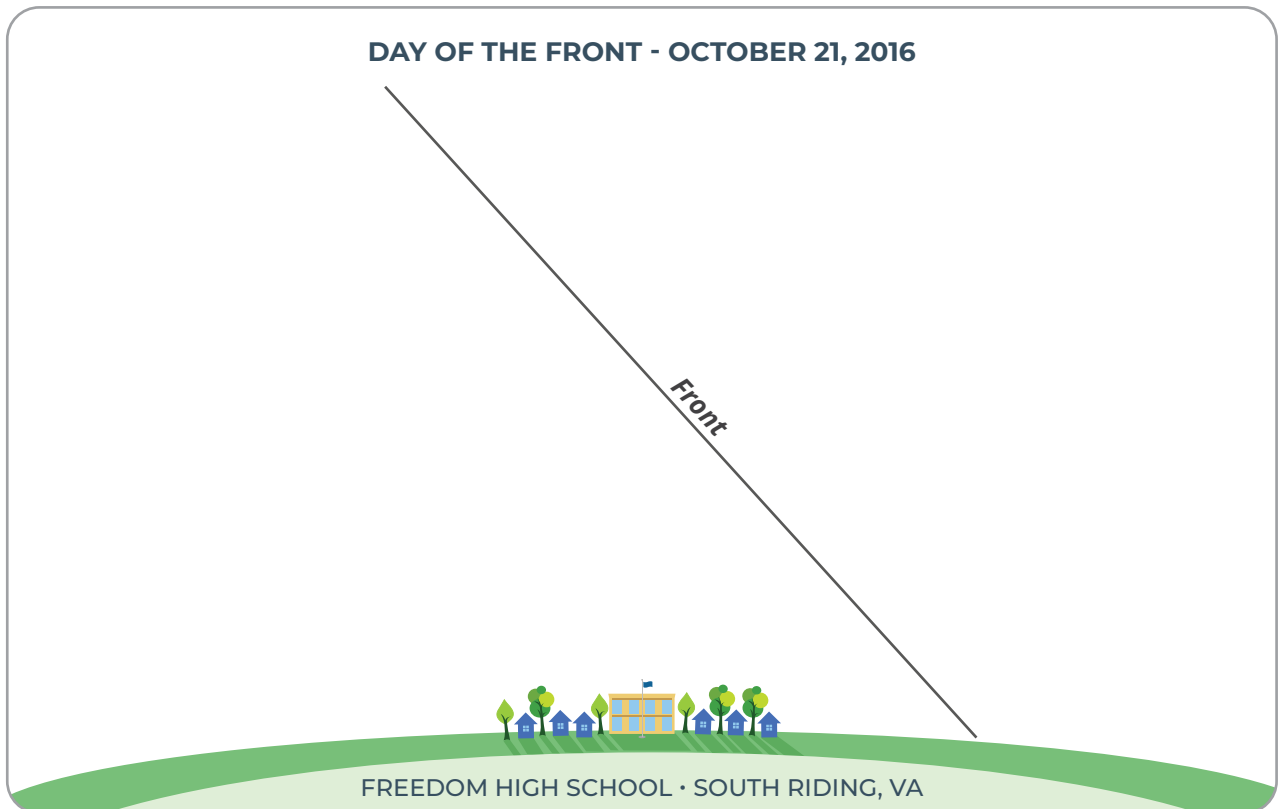 DAY OF THE FRONT - OCTOBER 21, 2016
Front
FREEDOM HIGH SCHOOL • SOUTH RIDING, VA